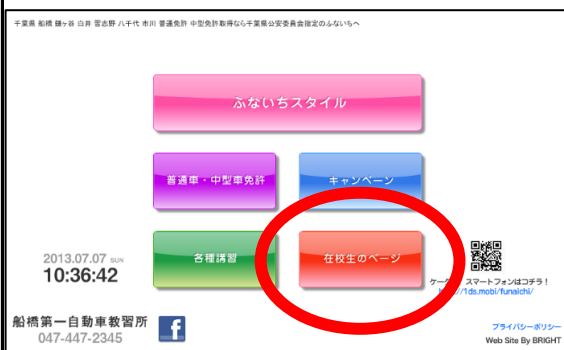 千葉県 船橋 鎌ヶ谷 白井 習志野 八千代 市川 普通免許 中型免許取得なら千葉県公安委員会指定のふないちへ
ふないちスタイル
普通車・中型車免許
キャンペーン
各種講習
在校生のページ
2013.07.07 SUN
10:36:42
スマートフォンはコチラ！
//1ds.mobi/funaichi/
船橋第一自動車教習所
047-447-2345
f
プライバシーポリシー
Web Site By BRIGHT